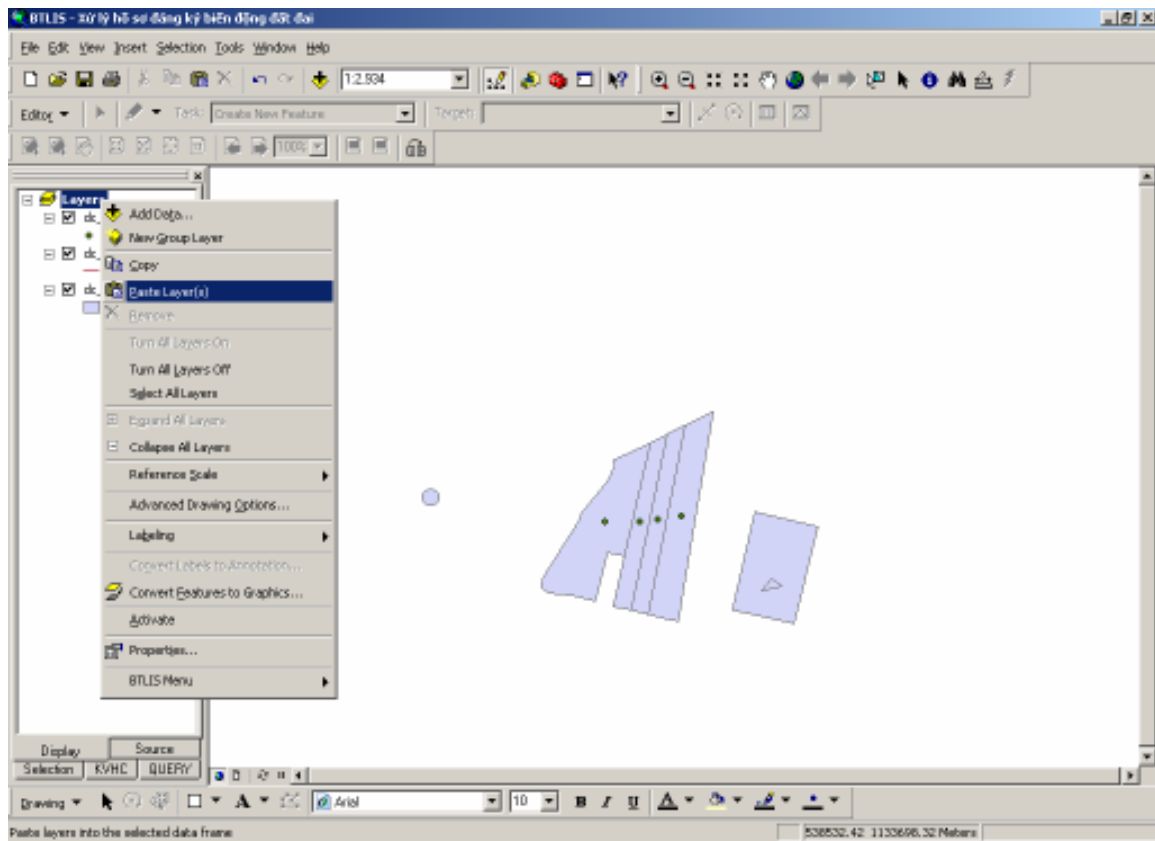 BTLIS - Xử lý hồ sơ đăng ký biến động đất đai
File Edit View Insert Selection Tools Window Help
1:2,934
Editor Task: Create New Feature Target:
100%
Layers
dc_
dc_
dc_
Add Data...
New Group Layer
Copy
Paste Layer(s)
Remove
Turn All Layers On
Turn All Layers Off
Select All Layers
Expand All Layers
Collapse All Layers
Reference Scale
Advanced Drawing Options...
Labeling
Convert Labels to Annotation...
Convert Features to Graphics...
Activate
Properties...
BTLIS Menu
Display Source
Selection KVHC QUERY
Drawing A Arial 10 B I U A
Paste layers into the selected data frame 538532.42 1133698.32 Meters